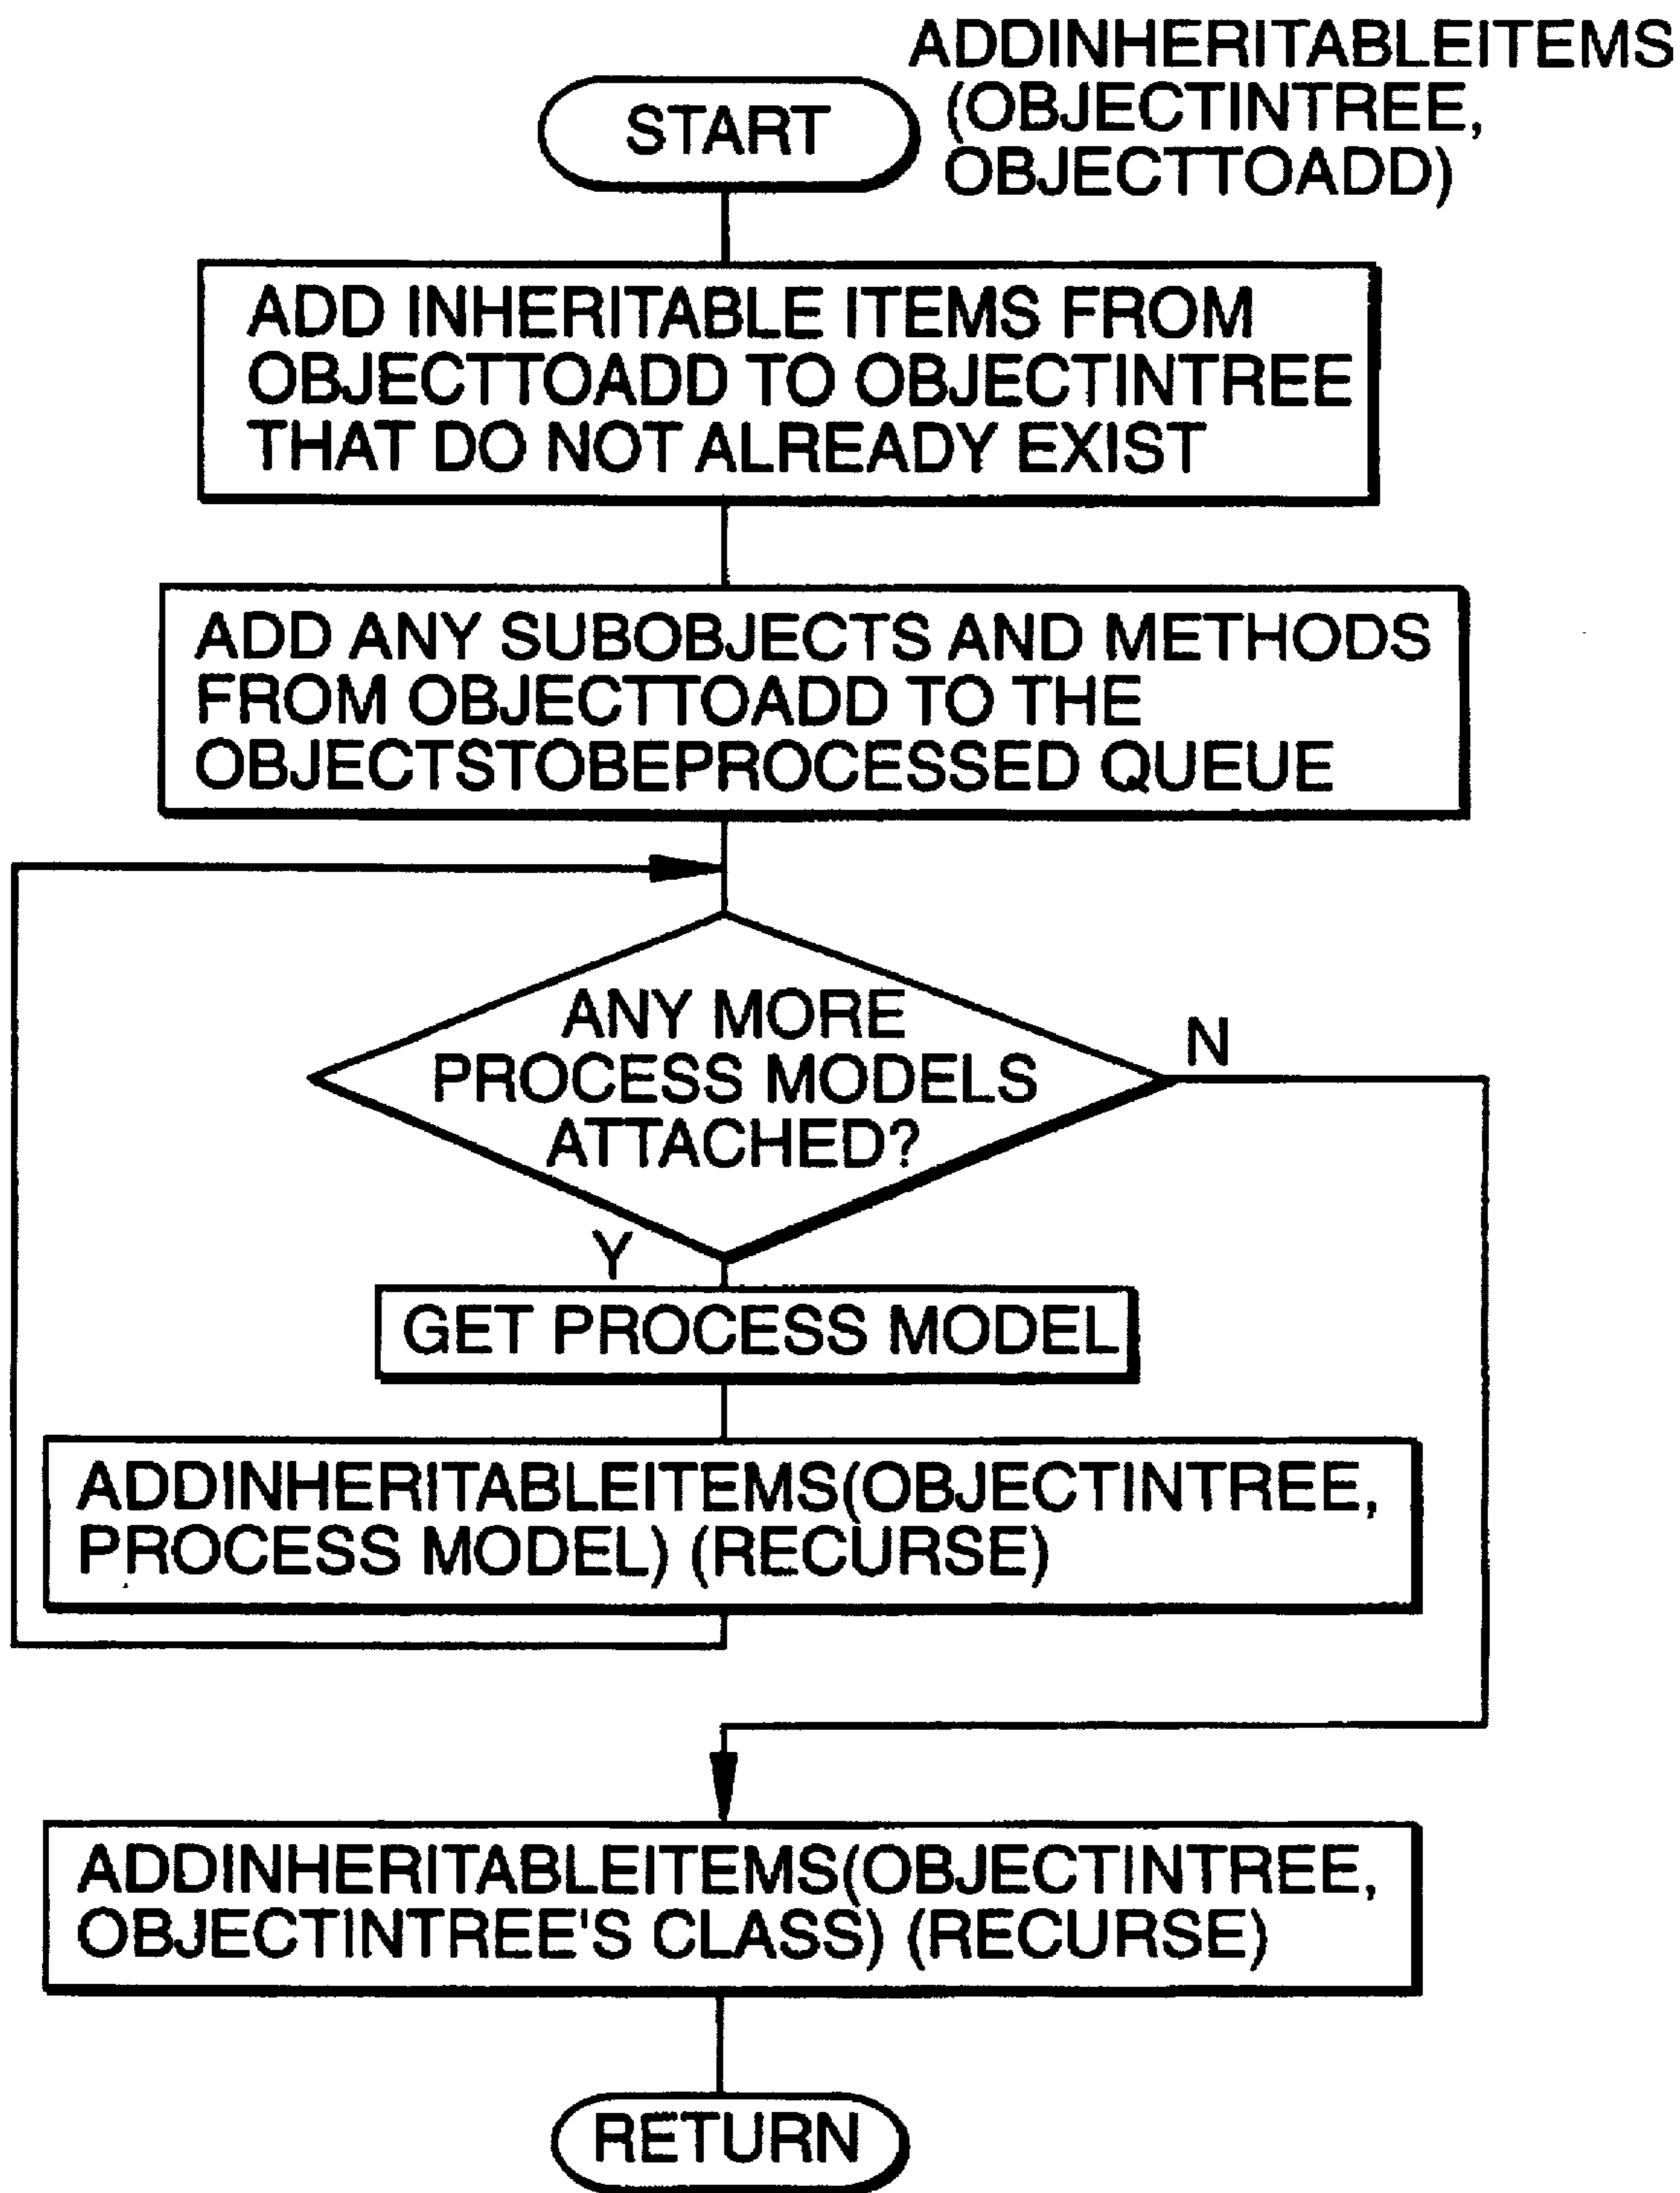 ADDINHERITABLEITEMS
(OBJECTINTREE,
OBJECTTOADD)
START
ADD INHERITABLE ITEMS FROM
OBJECTTOADD TO OBJECTINTREE
THAT DO NOT ALREADY EXIST
ADD ANY SUBOBJECTS AND METHODS
FROM OBJECTTOADD TO THE
OBJECTSTOBEPROCESSED QUEUE
ANY MORE
PROCESS MODELS
ATTACHED?
N
Y
GET PROCESS MODEL
ADDINHERITABLEITEMS(OBJECTINTREE,
PROCESS MODEL) (RECURSE)
ADDINHERITABLEITEMS(OBJECTINTREE,
OBJECTINTREE'S CLASS) (RECURSE)
RETURN